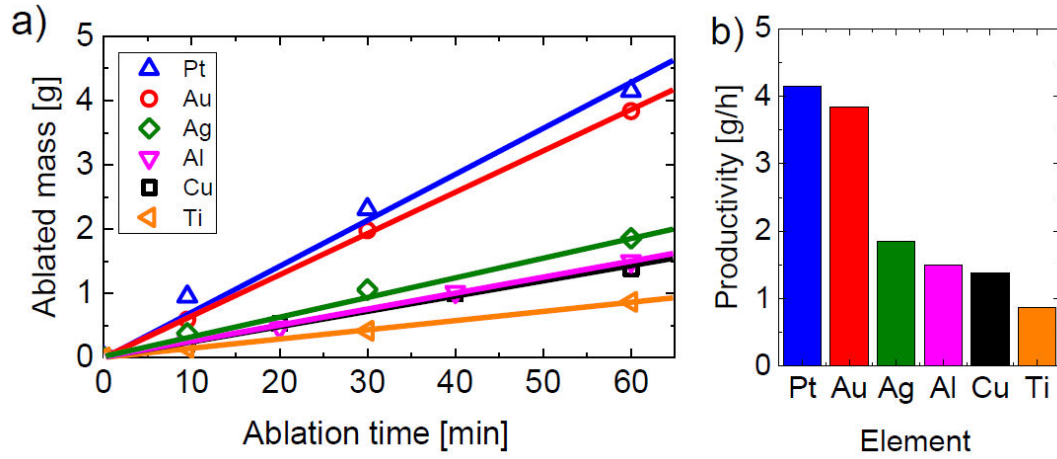 a)
Ablated mass [g]
5
4
3
2
1
0
Pt
Au
Ag
Al
Cu
Ti
0 10 20 30 40 50 60
Ablation time [min]
b)
Productivity [g/h]
5
4
3
2
1
0
Pt Au Ag Al Cu Ti
Element